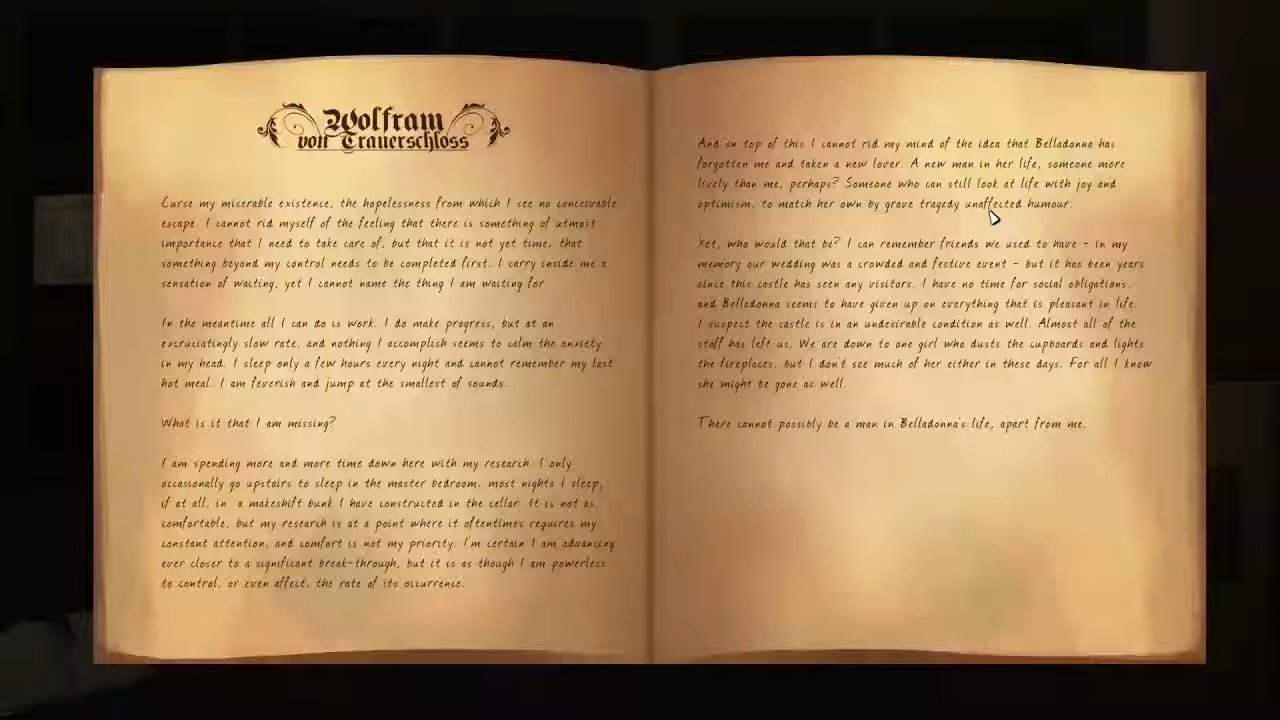 Wolfram
von Trauerschloss
Curse my miserable existence, the hopelessness from which I see no conceivable
escape. I cannot rid myself of the feeling that there is something of utmost
importance that I need to take care of, but that it is not yet time, that
something beyond my control needs to be completed first. I carry inside me a
sensation of waiting, yet I cannot name the thing I am waiting for
In the meantime all I can do is work. I do make progress, but at an
excruciatingly slow rate, and nothing I accomplish seems to calm the anxiety
in my head. I sleep only a few hours every night and cannot remember my last
hot meal. I am feverish and jump at the smallest of sounds.
What is it that I am missing?
I am spending more and more time down here with my research. I only
occasionally go upstairs to sleep in the master bedroom, most nights I sleep,
if at all, in a makeshift bunk I have constructed in the cellar. It is not as
comfortable, but my research is at a point where it oftentimes requires my
constant attention, and comfort is not my priority. I'm certain I am advancing
ever closer to a significant break-through, but it is as though I am powerless
to control, or even affect, the rate of its occurrence.
And on top of this I cannot rid my mind of the idea that Belladonna has
forgotten me and taken a new lover. A new man in her life, someone more
lively than me, perhaps? Someone who can still look at life with joy and
optimism, to match her own by grave tragedy unaffected humour.
Yet, who would that be? I can remember friends we used to have - in my
memory our wedding was a crowded and festive event - but it has been years
since this castle has seen any visitors. I have no time for social obligations,
and Belladonna seems to have given up on everything that is pleasant in life.
I suspect the castle is in an undesirable condition as well. Almost all of the
staff has left us. We are down to one girl who dusts the cupboards and lights
the fireplaces, but I don't see much of her either in these days. For all I know
she might be gone as well.
There cannot possibly be a man in Belladonna's life, apart from me.